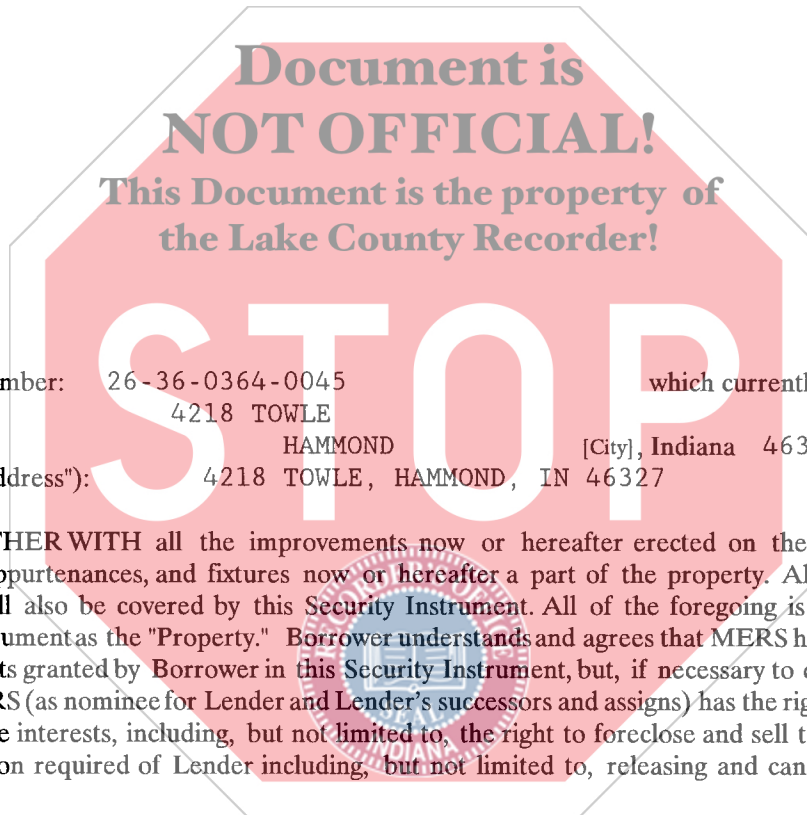 Document is
NOT OFFICIAL!
This Document is the property of
the Lake County Recorder!
STOP
mber: 26-36-0364-0045 which currentl
4218 TOWLE
HAMMOND [City], Indiana 463
ddress"): 4218 TOWLE, HAMMOND, IN 46327
THER WITH all the improvements now or hereafter erected on the
ppurtenances, and fixtures now or hereafter a part of the property. Al
ll also be covered by this Security Instrument. All of the foregoing is
ument as the "Property." Borrower understands and agrees that MERS h
ts granted by Borrower in this Security Instrument, but, if necessary to c
RS (as nominee for Lender and Lender's successors and assigns) has the rig
e interests, including, but not limited to, the right to foreclose and sell t
on required of Lender including, but not limited to, releasing and can
RECORDER OFFICE
SEAL
INDIANA